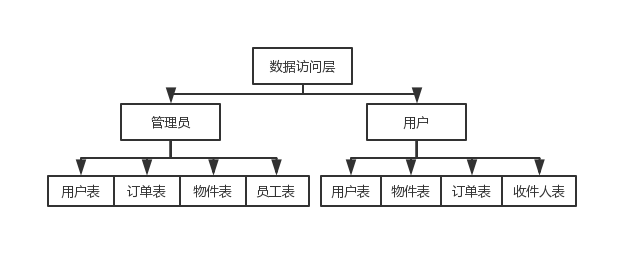 数据访问层
管理员
用户
用户表 订单表 物件表 员工表
用户表 物件表 订单表 收件人表